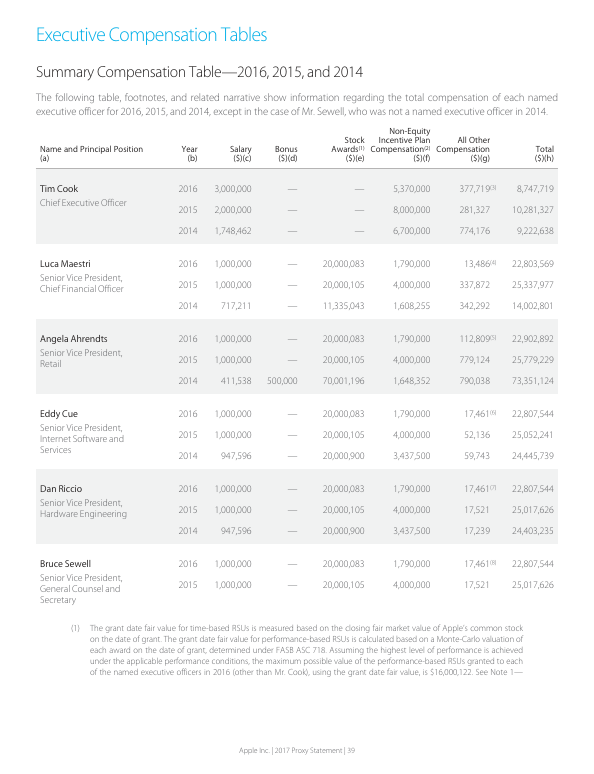 Executive Compensation Tables
Summary Compensation Table—2016, 2015, and 2014
The following table, footnotes, and related narrative show information regarding the total compensation of each named
executive officer for 2016, 2015, and 2014, except in the case of Mr. Sewell, who was not a named executive officer in 2014.
Name and Principal Position (a) Year (b) Salary ($)(c) Bonus ($)(d) Stock Awards(1) ($)(e) Non-Equity Incentive Plan Compensation(2) ($)(f) All Other Compensation ($)(g) Total ($)(h)
Tim Cook 2016 3,000,000 — — 5,370,000 377,719(3) 8,747,719
Chief Executive Officer
2015 2,000,000 — — 8,000,000 281,327 10,281,327
2014 1,748,462 — — 6,700,000 774,176 9,222,638
Luca Maestri 2016 1,000,000 — 20,000,083 1,790,000 13,486(4) 22,803,569
Senior Vice President,
Chief Financial Officer
2015 1,000,000 — 20,000,105 4,000,000 337,872 25,337,977
2014 717,211 — 11,335,043 1,608,255 342,292 14,002,801
Angela Ahrendts 2016 1,000,000 — 20,000,083 1,790,000 112,809(5) 22,902,892
Senior Vice President,
Retail
2015 1,000,000 — 20,000,105 4,000,000 779,124 25,779,229
2014 411,538 500,000 70,001,196 1,648,352 790,038 73,351,124
Eddy Cue 2016 1,000,000 — 20,000,083 1,790,000 17,461(6) 22,807,544
Senior Vice President,
Internet Software and
Services
2015 1,000,000 — 20,000,105 4,000,000 52,136 25,052,241
2014 947,596 — 20,000,900 3,437,500 59,743 24,445,739
Dan Riccio 2016 1,000,000 — 20,000,083 1,790,000 17,461(7) 22,807,544
Senior Vice President,
Hardware Engineering
2015 1,000,000 — 20,000,105 4,000,000 17,521 25,017,626
2014 947,596 — 20,000,900 3,437,500 17,239 24,403,235
Bruce Sewell 2016 1,000,000 — 20,000,083 1,790,000 17,461(8) 22,807,544
Senior Vice President,
General Counsel and
Secretary
2015 1,000,000 — 20,000,105 4,000,000 17,521 25,017,626
(1) The grant date fair value for time-based RSUs is measured based on the closing fair market value of Apple's common stock
on the date of grant. The grant date fair value for performance-based RSUs is calculated based on a Monte-Carlo valuation of
each award on the date of grant, determined under FASB ASC 718. Assuming the highest level of performance is achieved
under the applicable performance conditions, the maximum possible value of the performance-based RSUs granted to each
of the named executive officers in 2016 (other than Mr. Cook), using the grant date fair value, is $16,000,122. See Note 1—
Apple Inc. | 2017 Proxy Statement | 39